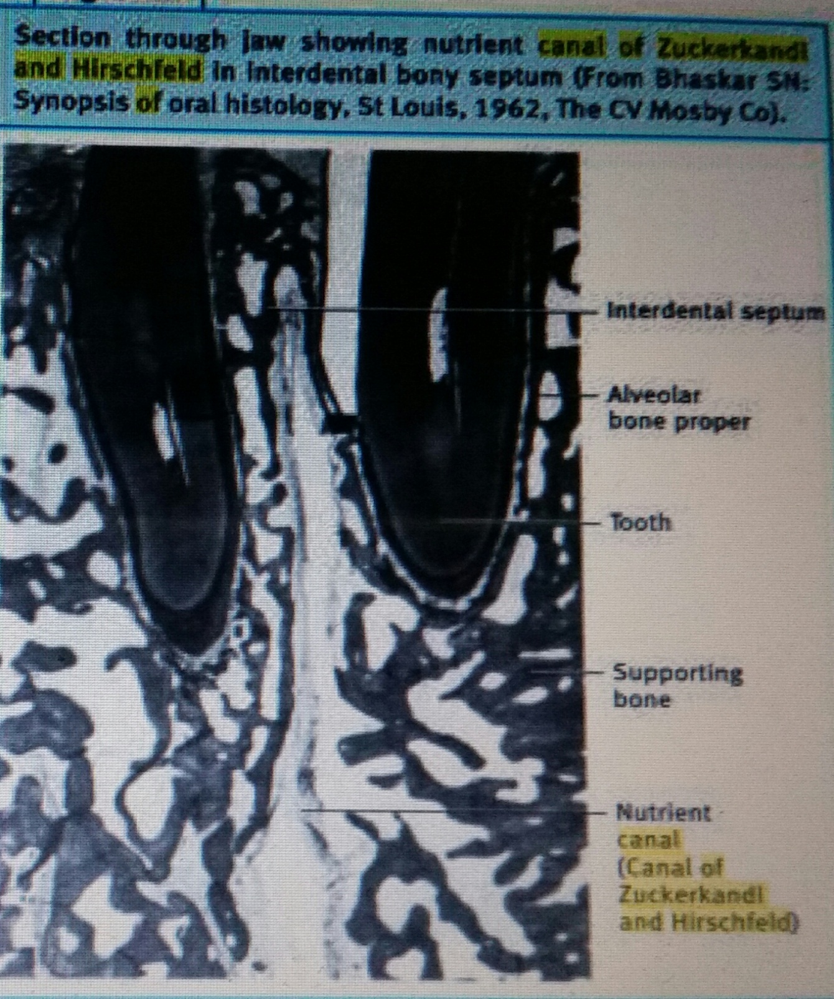 Section through jaw showing nutrient canal of Zuckerkandl
and Hirschfeld in interdental bony septum (From Bhaskar SN:
Synopsis of oral histology, St Louis, 1962, The CV Mosby Co).
Interdental septum
Alveolar
bone proper
Tooth
Supporting
bone
Nutrient
canal
(Canal of
Zuckerkandl
and Hirschfeld)